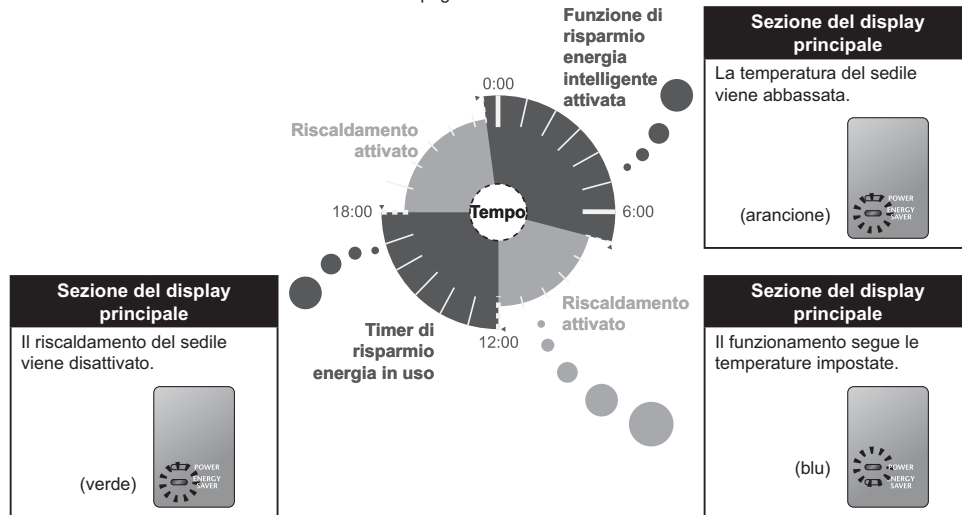 Funzione di
risparmio
energia
intelligente
attivata
0:00
Riscaldamento
attivato
18:00
Tempo
6:00
Riscaldamento
attivato
12:00
Timer di
risparmio
energia in uso
Sezione del display
principale
La temperatura del sedile
viene abbassata.
(arancione)
POWER
ENERGY
SAVER
Sezione del display
principale
Il riscaldamento del sedile
viene disattivato.
(verde)
POWER
ENERGY
SAVER
Sezione del display
principale
Il funzionamento segue le
temperature impostate.
(blu)
POWER
ENERGY
SAVER